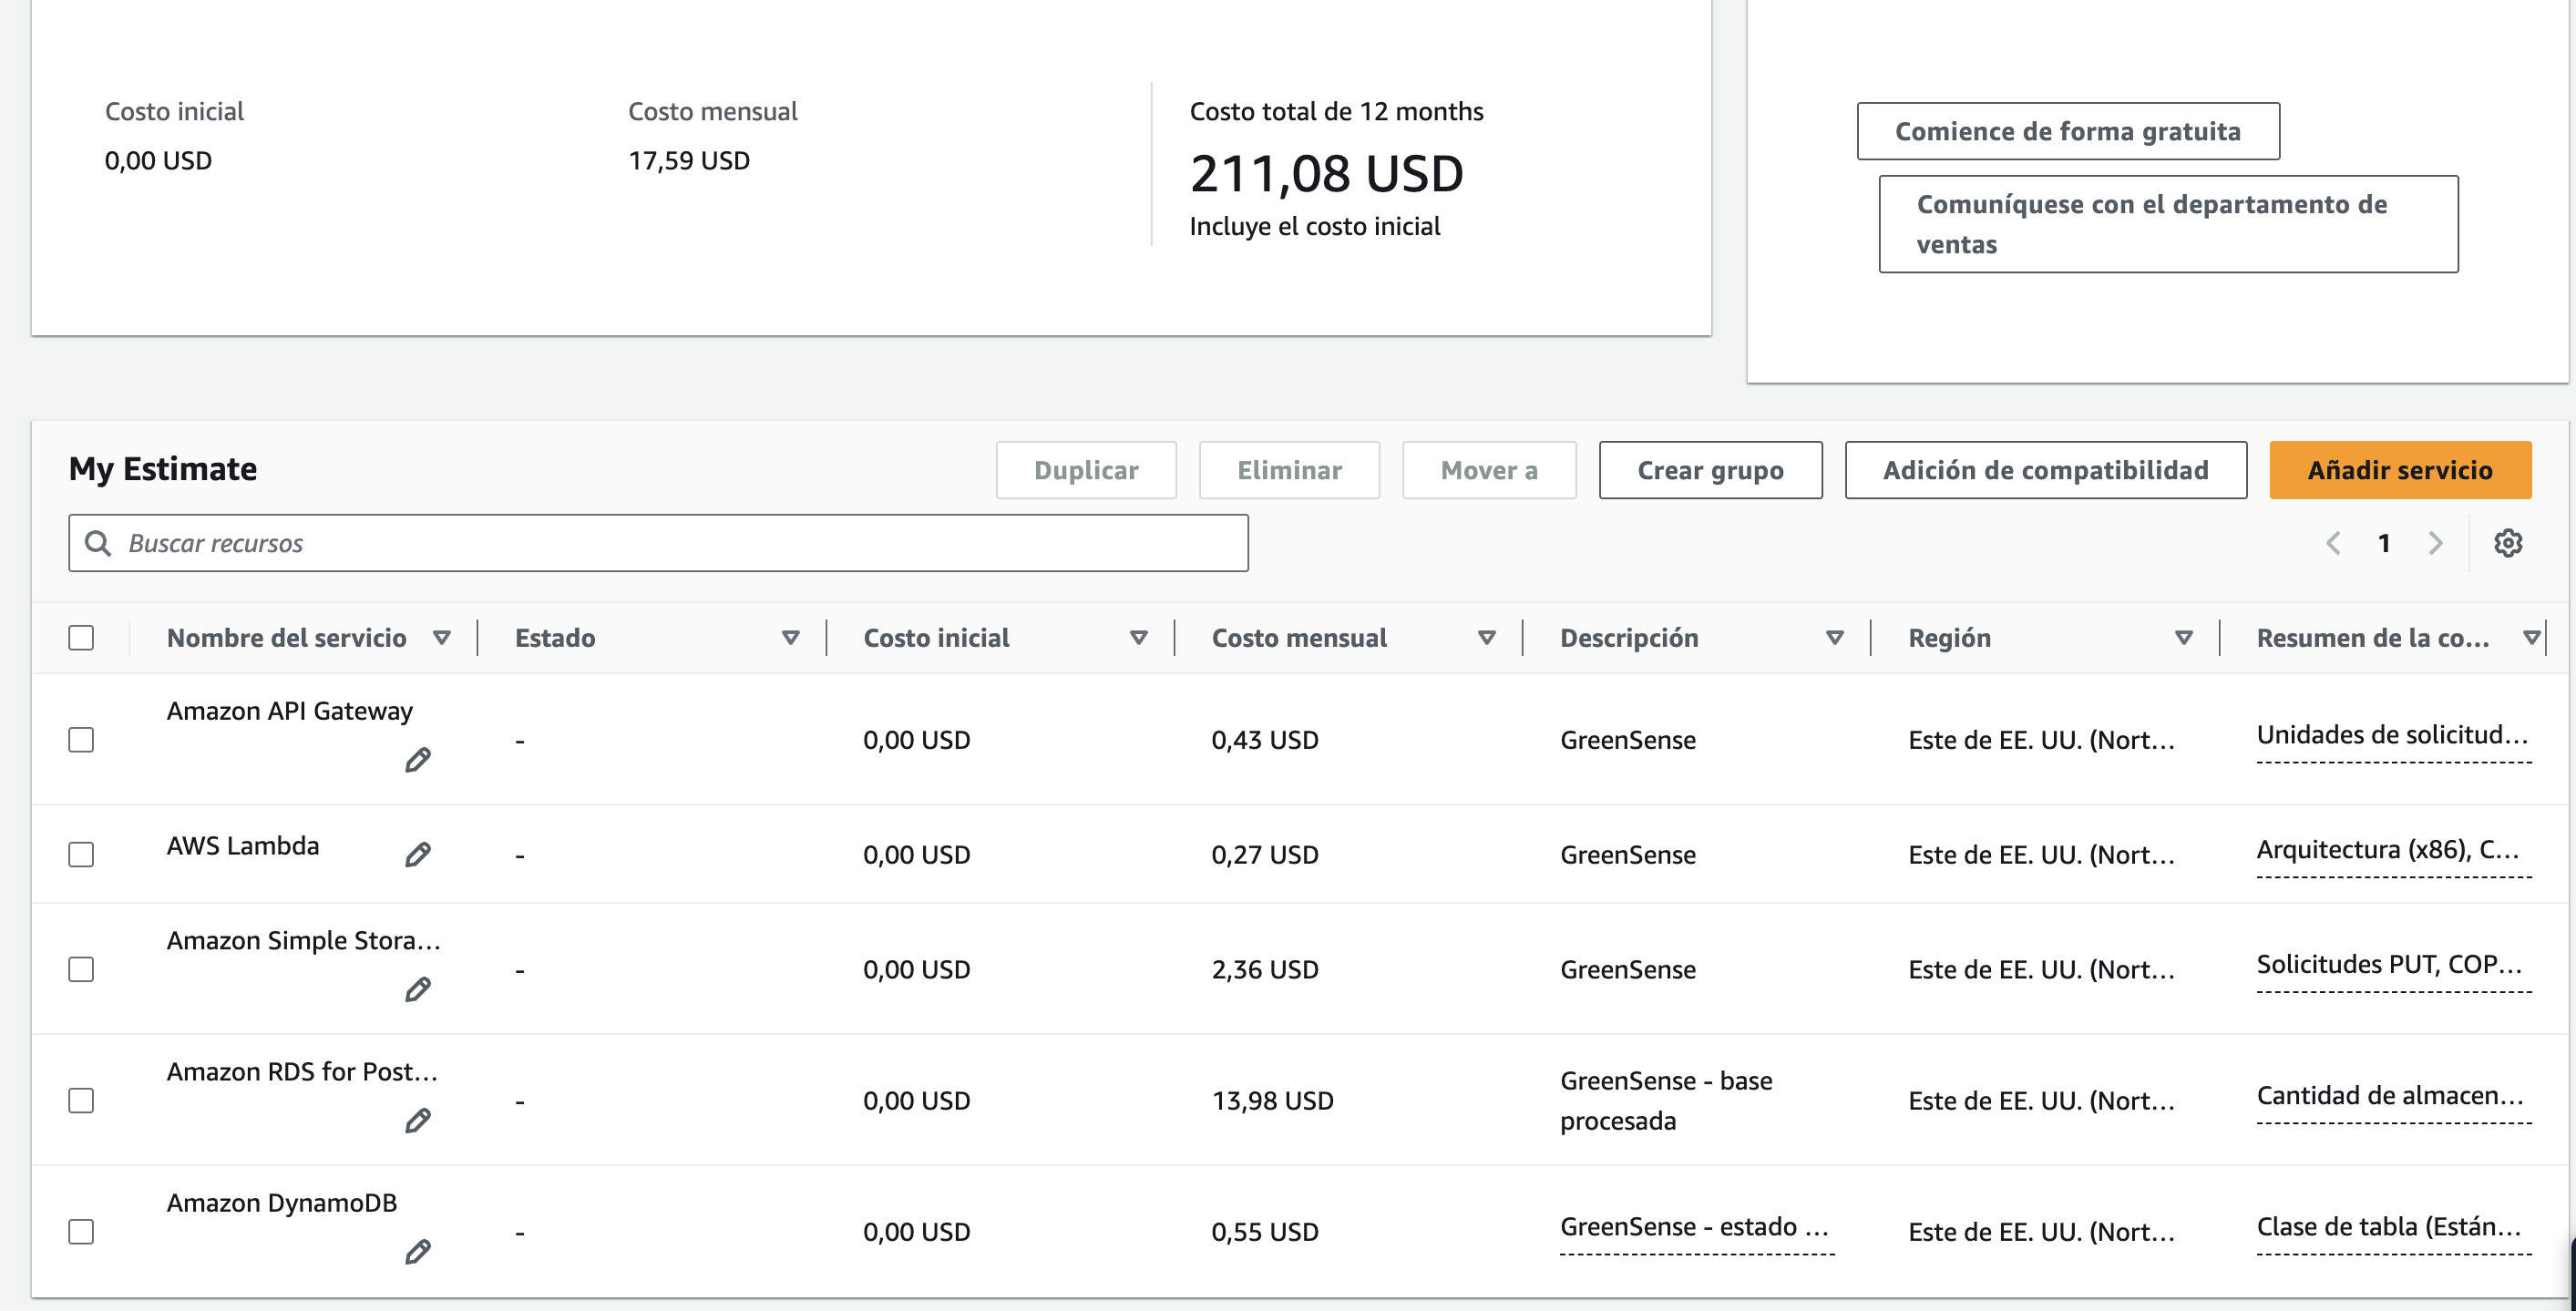 Costo inicial
0,00 USD
Costo mensual
17,59 USD
Costo total de 12 months
211,08 USD
Incluye el costo inicial
Comience de forma gratuita
Comuníquese con el departamento de
ventas
My Estimate
Duplicar
Eliminar
Mover a
Crear grupo
Adición de compatibilidad
Añadir servicio
Buscar recursos
1
Nombre del servicio Estado Costo inicial Costo mensual Descripción Región Resumen de la co...
Amazon API Gateway - 0,00 USD 0,43 USD GreenSense Este de EE. UU. (Nort... Unidades de solicitud...
AWS Lambda - 0,00 USD 0,27 USD GreenSense Este de EE. UU. (Nort... Arquitectura (x86), C...
Amazon Simple Stora... - 0,00 USD 2,36 USD GreenSense Este de EE. UU. (Nort... Solicitudes PUT, COP...
Amazon RDS for Post... - 0,00 USD 13,98 USD GreenSense - base
procesada Este de EE. UU. (Nort... Cantidad de almacen...
Amazon DynamoDB - 0,00 USD 0,55 USD GreenSense - estado ... Este de EE. UU. (Nort... Clase de tabla (Están...